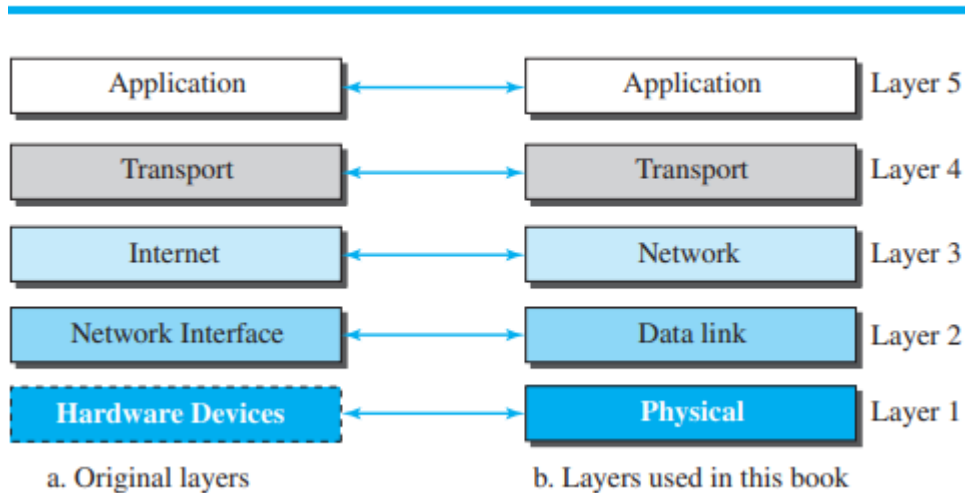 Application Application Layer 5
Transport Transport Layer 4
Internet Network Layer 3
Network Interface Data link Layer 2
Hardware Devices Physical Layer 1
a. Original layers b. Layers used in this book